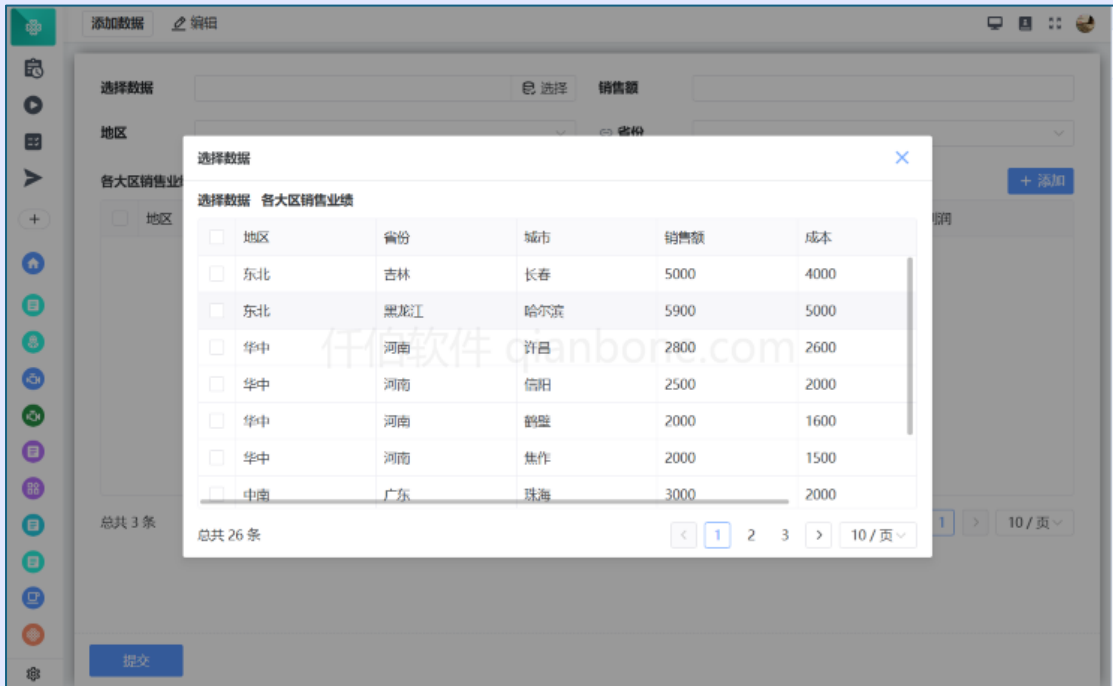 添加数据 编辑
选择数据 选择 销售额
地区 省份
各大区销售业 + 添加
地区 利润
选择数据
选择数据 各大区销售业绩
地区 省份 城市 销售额 成本
东北 吉林 长春 5000 4000
东北 黑龙江 哈尔滨 5900 5000
华中 河南 许昌 2800 2600
华中 河南 信阳 2500 2000
华中 河南 鹤壁 2000 1600
华中 河南 焦作 2000 1500
中南 广东 珠海 3000 2000
仟伯软件 qianbone.com
总共 26 条 1 2 3 10 / 页
总共 3 条 1 10 / 页
提交